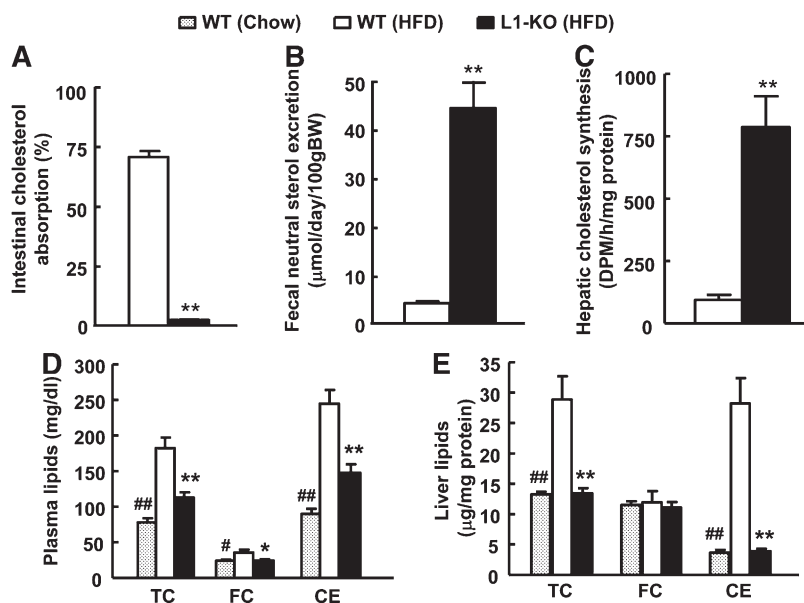 WT (Chow) WT (HFD) L1-KO (HFD)
A
Intestinal cholesterol
absorption (%)
100
75
50
25
0
**
B
Fecal neutral sterol excretion
(μmol/day/100gBW)
50
40
30
20
10
0
**
C
Hepatic cholesterol synthesis
(DPM/h/mg protein)
1000
750
500
250
0
**
D
Plasma lipids (mg/dl)
300
250
200
150
100
50
0
## ** # * ## **
TC FC CE
E
Liver lipids
(μg/mg protein)
35
30
25
20
15
10
5
0
## ** ## **
TC FC CE